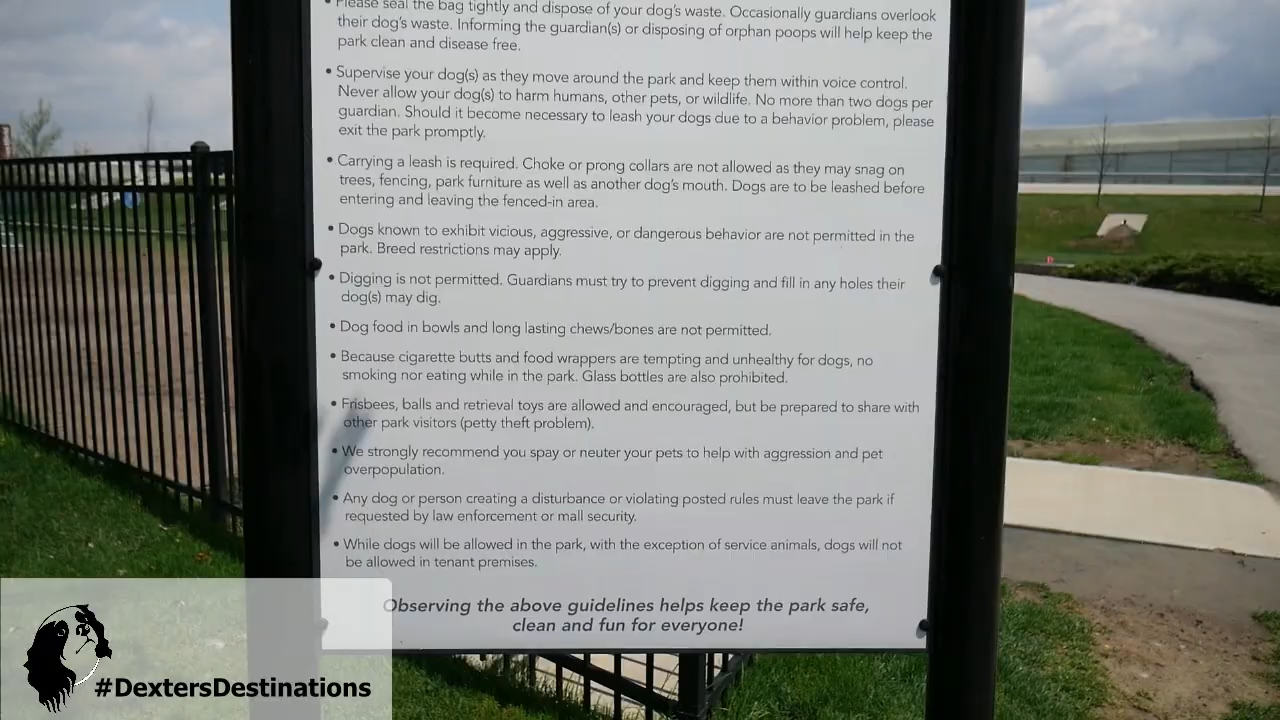 • Please seal the bag tightly and dispose of your dog's waste. Occasionally guardians overlook
their dog's waste. Informing the guardian(s) or disposing of orphan poops will help keep the
park clean and disease free.
• Supervise your dog(s) as they move around the park and keep them within voice control.
Never allow your dog(s) to harm humans, other pets, or wildlife. No more than two dogs per
guardian. Should it become necessary to leash your dogs due to a behavior problem, please
exit the park promptly.
• Carrying a leash is required. Choke or prong collars are not allowed as they may snag on
trees, fencing, park furniture as well as another dog's mouth. Dogs are to be leashed before
entering and leaving the fenced-in area.
• Dogs known to exhibit vicious, aggressive, or dangerous behavior are not permitted in the
park. Breed restrictions may apply.
• Digging is not permitted. Guardians must try to prevent digging and fill in any holes their
dog(s) may dig.
• Dog food in bowls and long lasting chews/bones are not permitted.
• Because cigarette butts and food wrappers are tempting and unhealthy for dogs, no
smoking nor eating while in the park. Glass bottles are also prohibited.
• Frisbees, balls and retrieval toys are allowed and encouraged, but be prepared to share with
other park visitors (petty theft problem).
• We strongly recommend you spay or neuter your pets to help with aggression and pet
overpopulation.
• Any dog or person creating a disturbance or violating posted rules must leave the park if
requested by law enforcement or mall security.
• While dogs will be allowed in the park, with the exception of service animals, dogs will not
be allowed in tenant premises.
Observing the above guidelines helps keep the park safe,
clean and fun for everyone!
#DextersDestinations